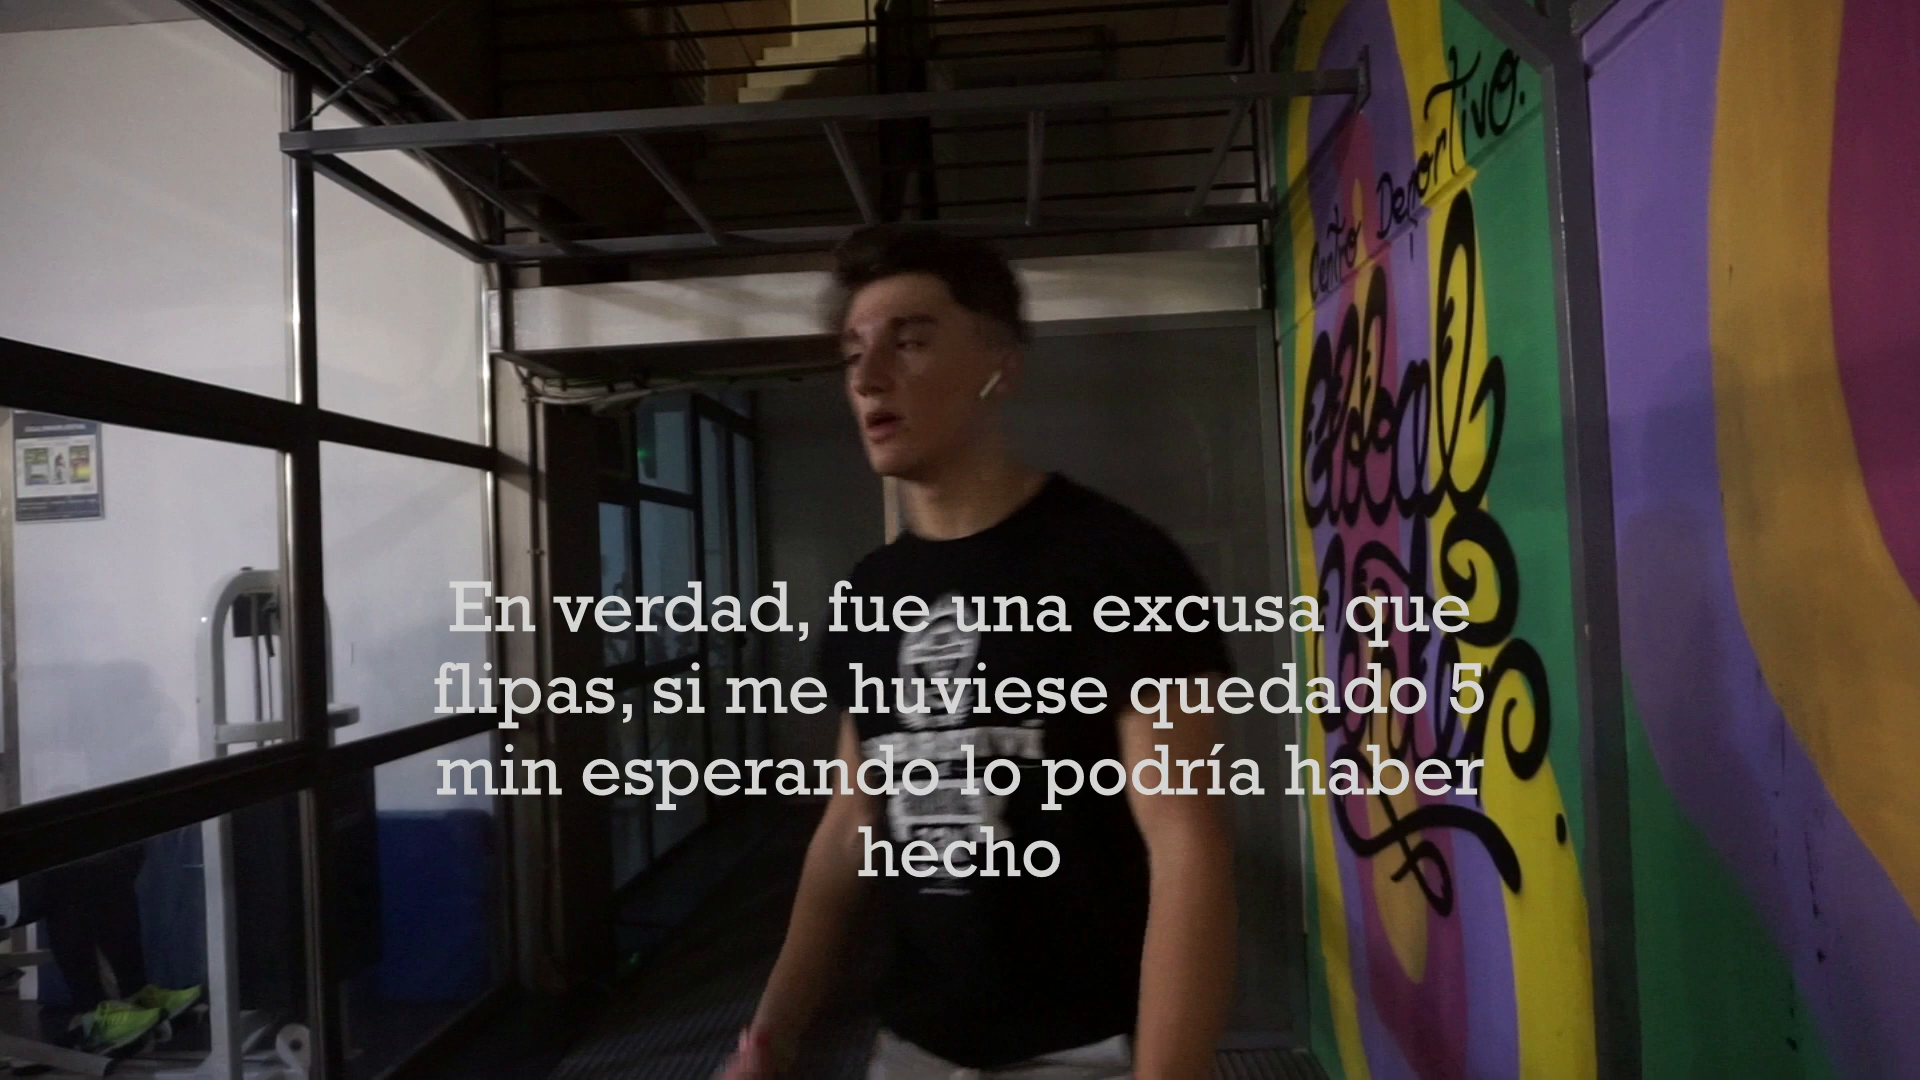 Centro Deportivo.
En verdad, fue una excusa que
flipas, si me huviese quedado 5
min esperando lo podría haber
hecho